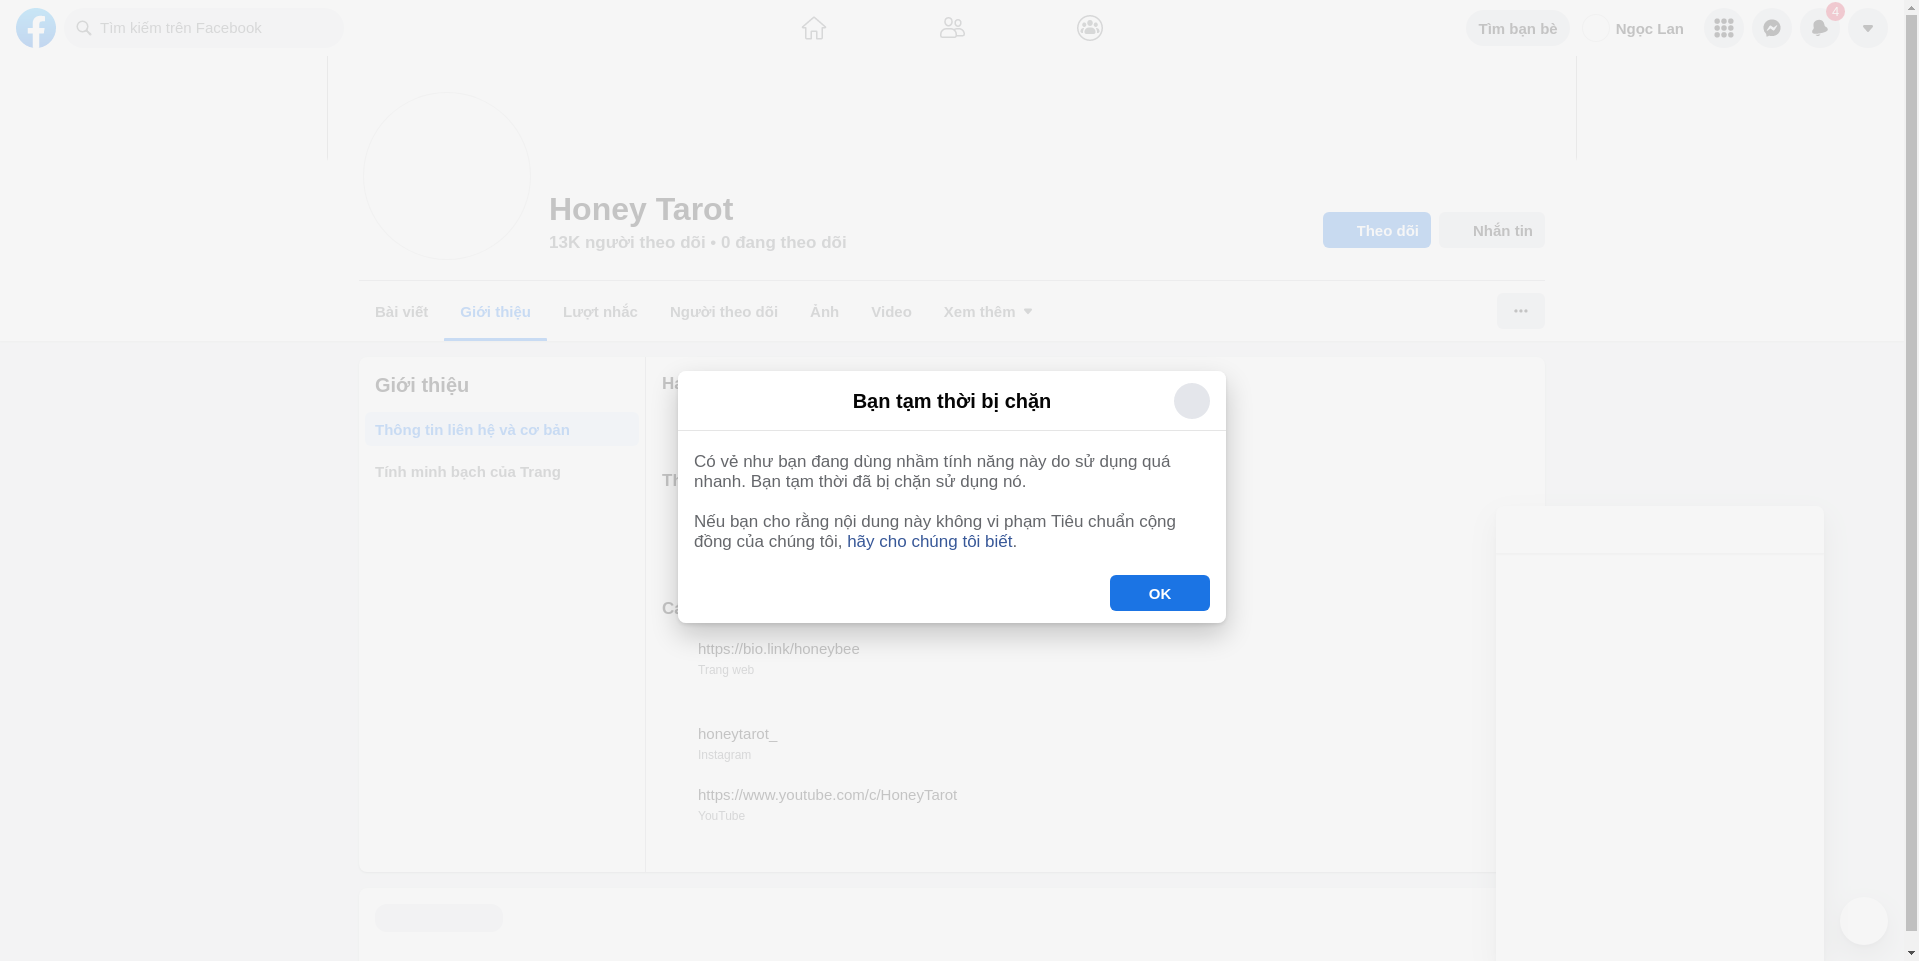 Tìm kiếm trên Facebook
Tìm bạn bè
Ngọc Lan
4
Honey Tarot
13K người theo dõi • 0 đang theo dõi
Theo dõi
Nhắn tin
Bài viết
Giới thiệu
Lượt nhắc
Người theo dõi
Ảnh
Video
Xem thêm
Giới thiệu
Thông tin liên hệ và cơ bản
Tính minh bạch của Trang
Bạn tạm thời bị chặn
Có vẻ như bạn đang dùng nhầm tính năng này do sử dụng quá
nhanh. Bạn tạm thời đã bị chặn sử dụng nó.
Nếu bạn cho rằng nội dung này không vi phạm Tiêu chuẩn cộng
đồng của chúng tôi, hãy cho chúng tôi biết.
OK
https://bio.link/honeybee
Trang web
honeytarot_
Instagram
https://www.youtube.com/c/HoneyTarot
YouTube